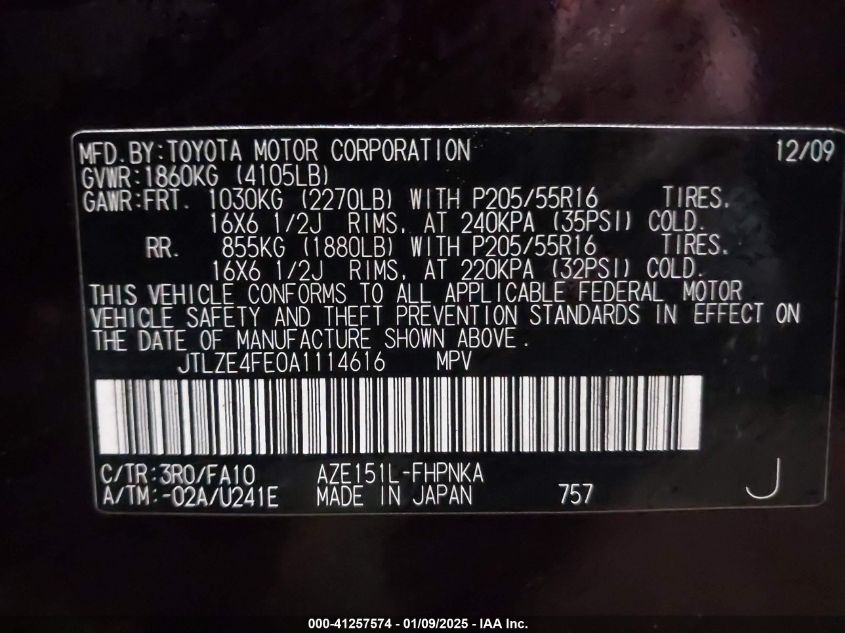 MFD.BY:TOYOTA MOTOR CORPORATION 12/09
GVWR:1860KG (4105LB)
GAWR:FRT. 1030KG (2270LB) WITH P205/55R16 TIRES.
16X6 1/2J RIMS, AT 240KPA (35PSI) COLD.
RR. 855KG (1880LB) WITH P205/55R16 TIRES.
16X6 1/2J RIMS, AT 220KPA (32PSI) COLD.
THIS VEHICLE CONFORMS TO ALL APPLICABLE FEDERAL MOTOR
VEHICLE SAFETY AND THEFT PREVENTION STANDARDS IN EFFECT ON
THE DATE OF MANUFACTURE SHOWN ABOVE.
JTLZE4FE0A1114616 MPV
C/TR:3R0/FA10 AZE151L-FHPNKA
A/TM:-02A/U241E MADE IN JAPAN 757 J
000-41257574 - 01/09/2025 - IAA Inc.